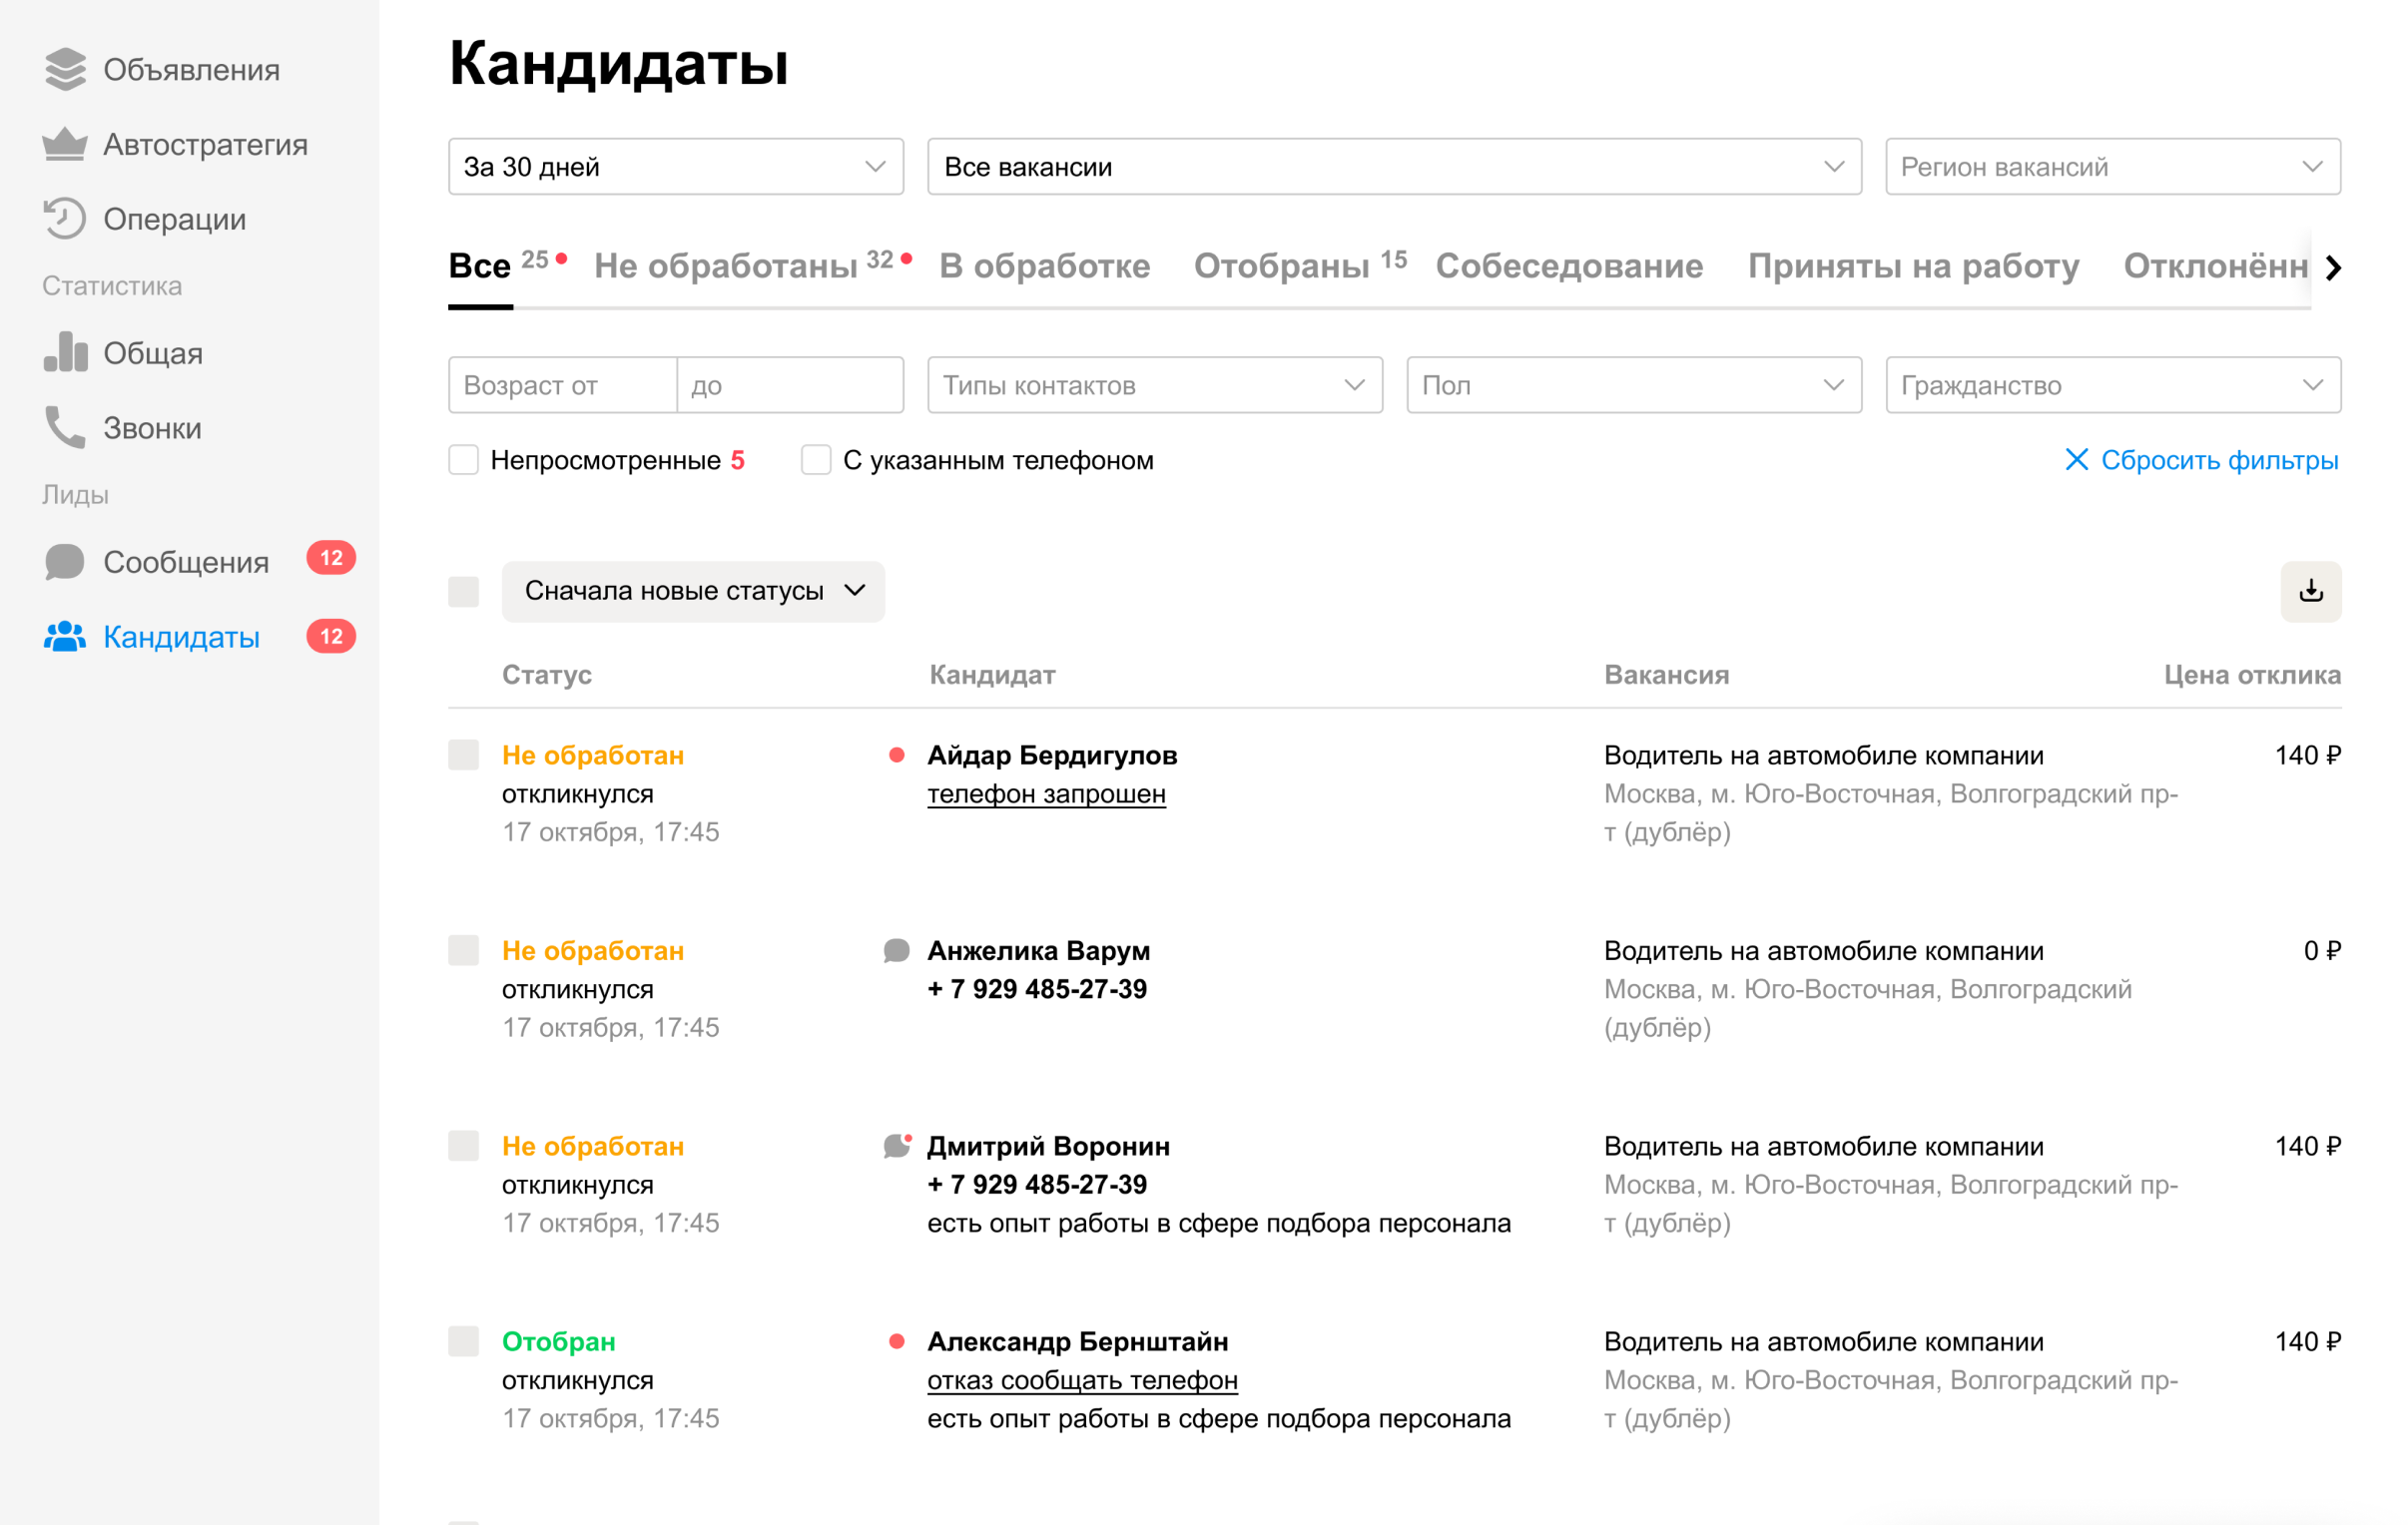 Объявления
Автостратегия
Операции
Статистика
Общая
Звонки
Лиды
Сообщения 12
Кандидаты 12
Кандидаты
За 30 дней
Все вакансии
Регион вакансий
Все 25
Не обработаны 32
В обработке
Отобраны 15
Собеседование
Приняты на работу
Отклонённ
Возраст от
до
Типы контактов
Пол
Гражданство
Непросмотренные 5
С указанным телефоном
Сбросить фильтры
Сначала новые статусы
Статус
Кандидат
Вакансия
Цена отклика
Не обработан
откликнулся
17 октября, 17:45
Айдар Бердигулов
телефон запрошен
Водитель на автомобиле компании
Москва, м. Юго-Восточная, Волгоградский пр-
т (дублёр)
140 ₽
Не обработан
откликнулся
17 октября, 17:45
Анжелика Варум
+ 7 929 485-27-39
Водитель на автомобиле компании
Москва, м. Юго-Восточная, Волгоградский
(дублёр)
0 ₽
Не обработан
откликнулся
17 октября, 17:45
Дмитрий Воронин
+ 7 929 485-27-39
есть опыт работы в сфере подбора персонала
Водитель на автомобиле компании
Москва, м. Юго-Восточная, Волгоградский пр-
т (дублёр)
140 ₽
Отобран
откликнулся
17 октября, 17:45
Александр Бернштайн
отказ сообщать телефон
есть опыт работы в сфере подбора персонала
Водитель на автомобиле компании
Москва, м. Юго-Восточная, Волгоградский пр-
т (дублёр)
140 ₽